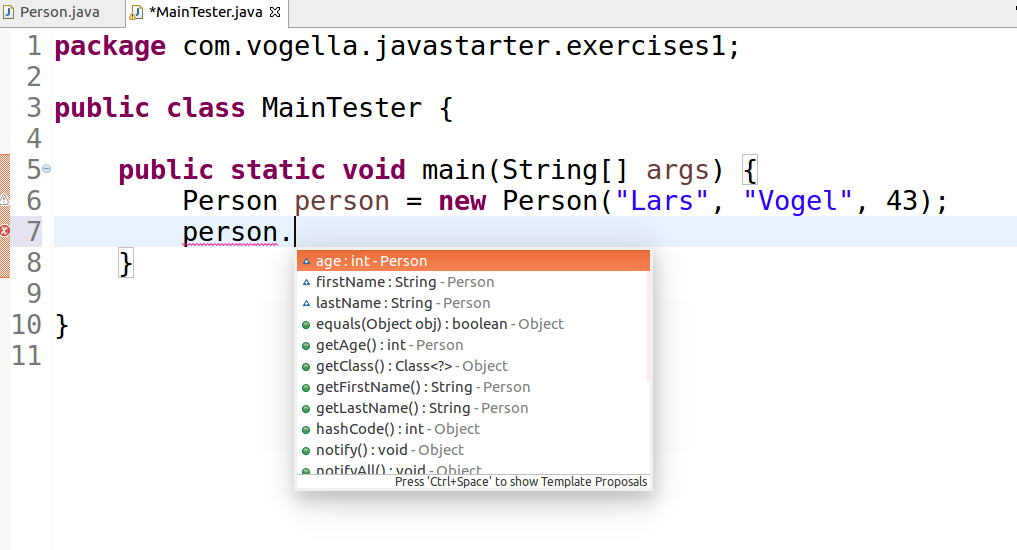 Person.java *MainTester.java
1 package com.vogella.javastarter.exercises1;
2
3 public class MainTester {
4
5 public static void main(String[] args) {
6 Person person = new Person("Lars", "Vogel", 43);
7 person.
8 }
9
10 }
11
age : int - Person
firstName : String - Person
lastName : String - Person
equals(Object obj) : boolean - Object
getAge() : int - Person
getClass() : Class<?> - Object
getFirstName() : String - Person
getLastName() : String - Person
hashCode() : int - Object
notify() : void - Object
notifyAll() : void - Object
Press 'Ctrl+Space' to show Template Proposals